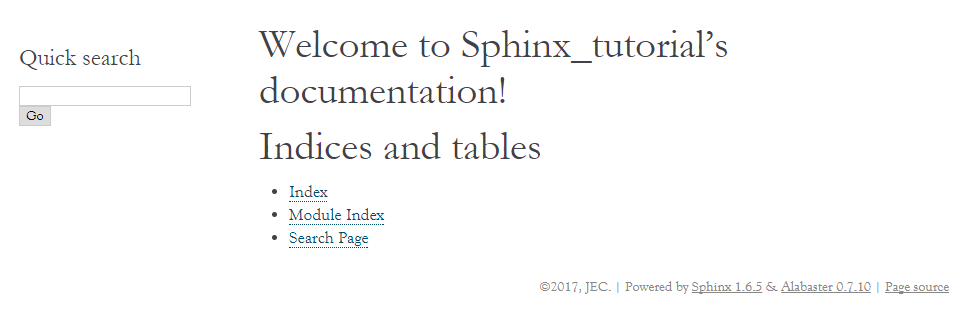 Quick search
Go
Welcome to Sphinx_tutorial’s
documentation!
Indices and tables
Index
Module Index
Search Page
©2017, JEC. | Powered by Sphinx 1.6.5 & Alabaster 0.7.10 | Page source